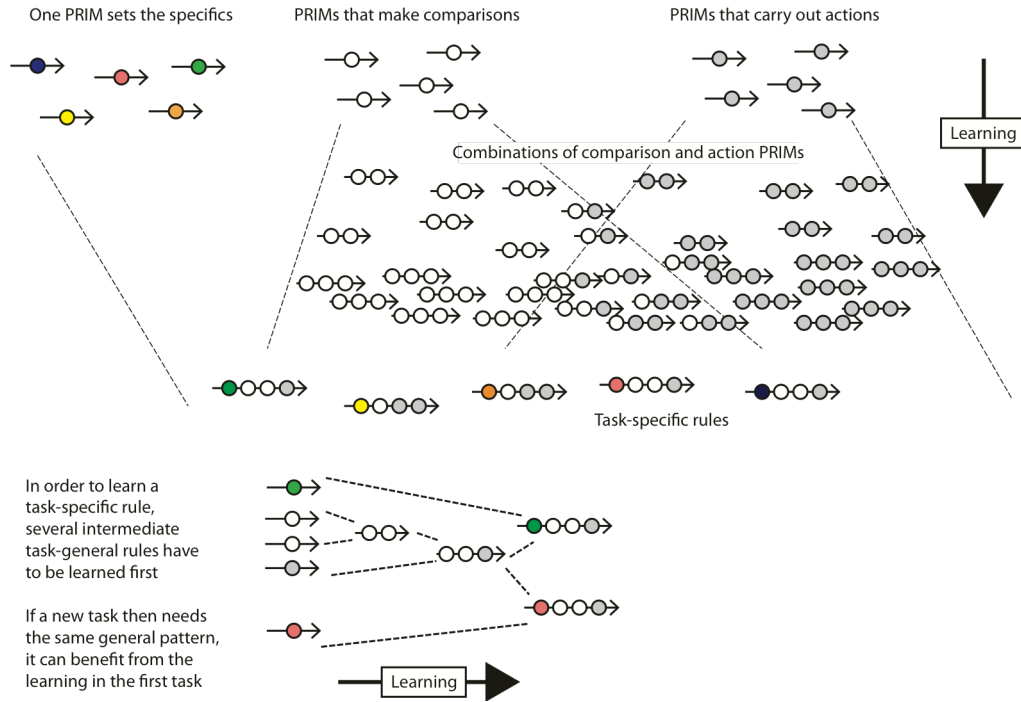 One PRIM sets the specifics
PRIMs that make comparisons
PRIMs that carry out actions
Learning
Combinations of comparison and action PRIMs
Task-specific rules
In order to learn a
task-specific rule,
several intermediate
task-general rules have
to be learned first
If a new task then needs
the same general pattern,
it can benefit from the
learning in the first task
Learning